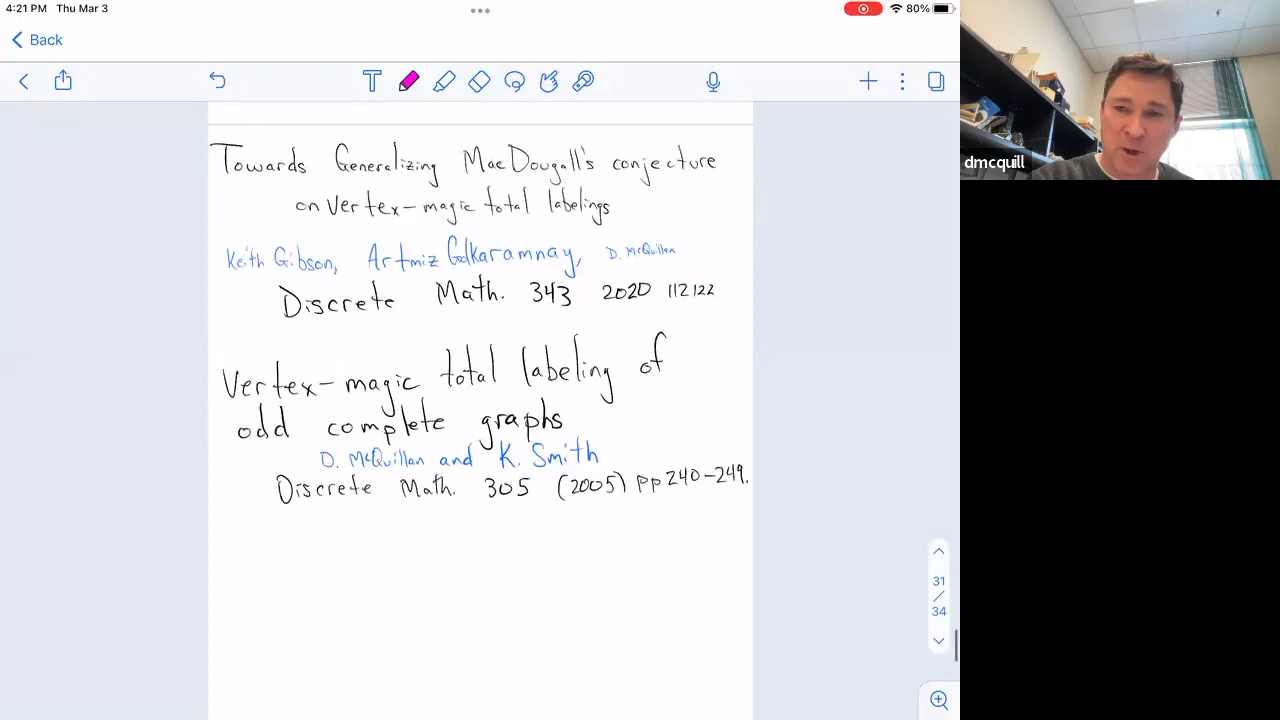 4:21 PM Thu Mar 3
80%
Back
T
Towards Generalizing MacDougall's conjecture
on vertex-magic total labelings
Keith Gibson, Artmiz Golkaramnay, D. McQuillan
Discrete Math. 343 2020 112122
Vertex-magic total labeling of
odd complete graphs
D. McQuillan and K. Smith
Discrete Math. 305 (2005) pp 240-249.
31
/
34
dmcquill